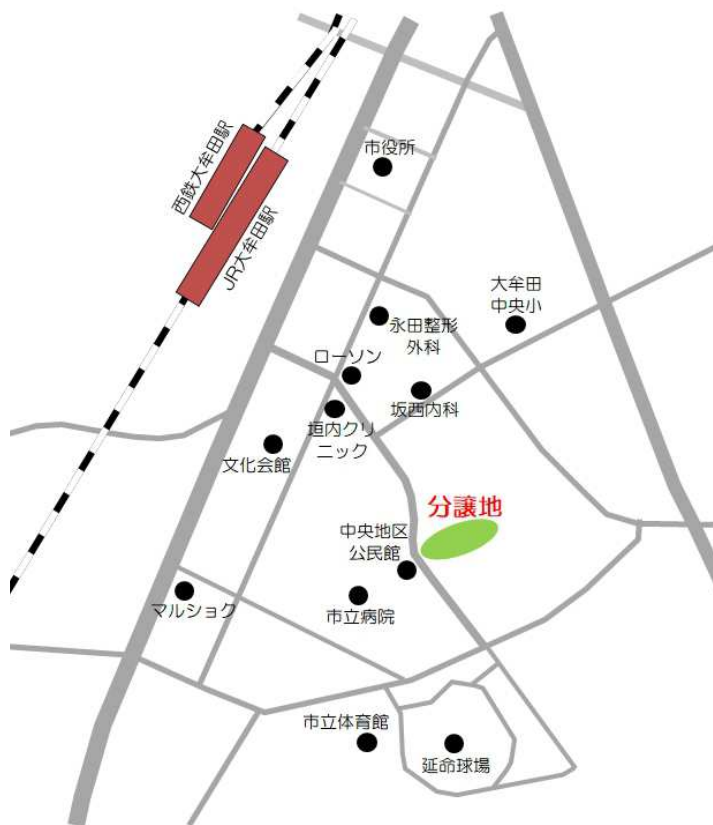 市役所
西鉄大牟田駅
JR大牟田駅
大牟田
中央小
永田整形
外科
ローソン
坂西内科
垣内クリ
ニック
文化会館
分譲地
中央地区
公民館
マルショク
市立病院
市立体育館
延命球場